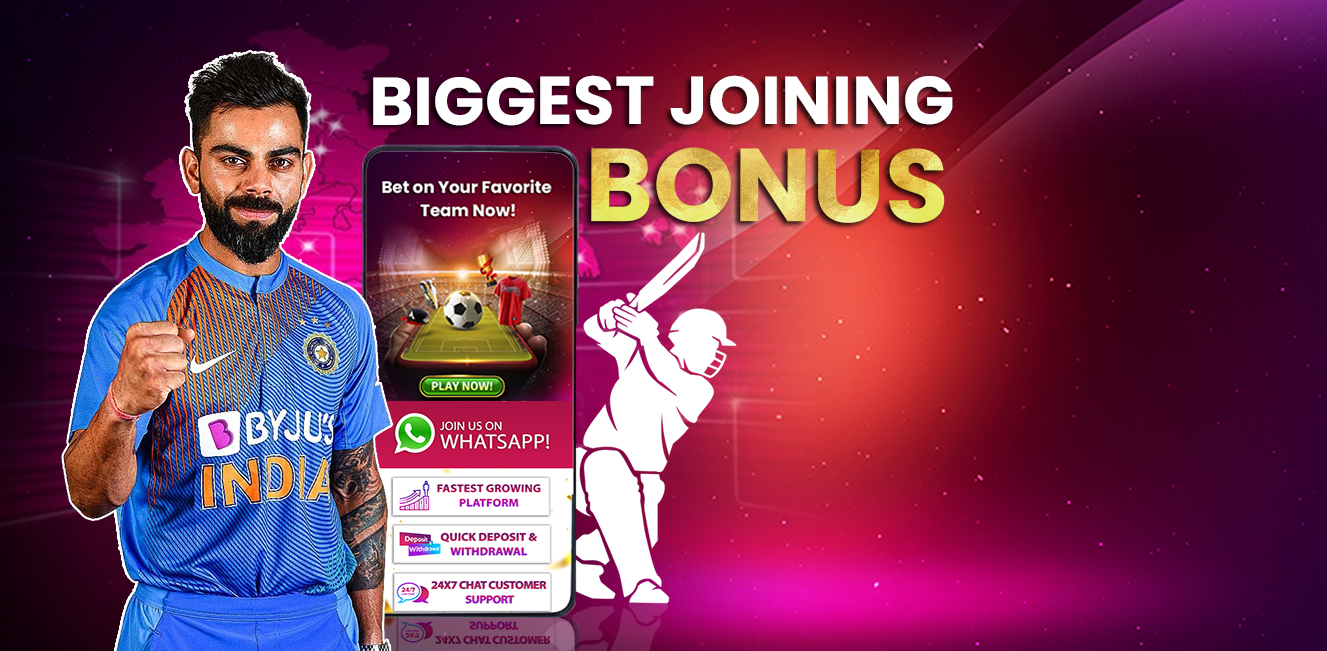 BIGGEST JOINING
BONUS
Bet on Your Favorite
Team Now!
PLAY NOW!
JOIN US ON
WHATSAPP!
FASTEST GROWING
PLATFORM
Deposit
Withdrawal
QUICK DEPOSIT &
WITHDRAWAL
24/7
24X7 CHAT CUSTOMER
SUPPORT
B BYJU'S
INDIA